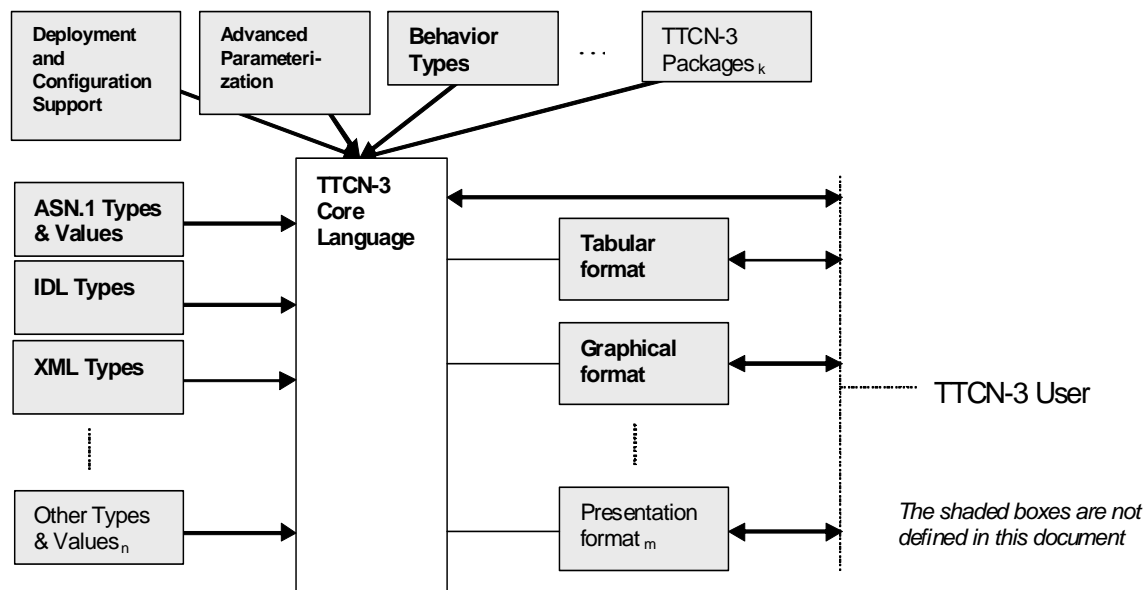 Deployment
and
Configuration
Support
Advanced
Parameteri-
zation
Behavior
Types
...
TTCN-3
Packages k
TTCN-3
Core
Language
ASN.1 Types
& Values
IDL Types
XML Types
Other Types
& Values n
Tabular
format
Graphical
format
Presentation
format m
TTCN-3 User
The shaded boxes are not
defined in this document